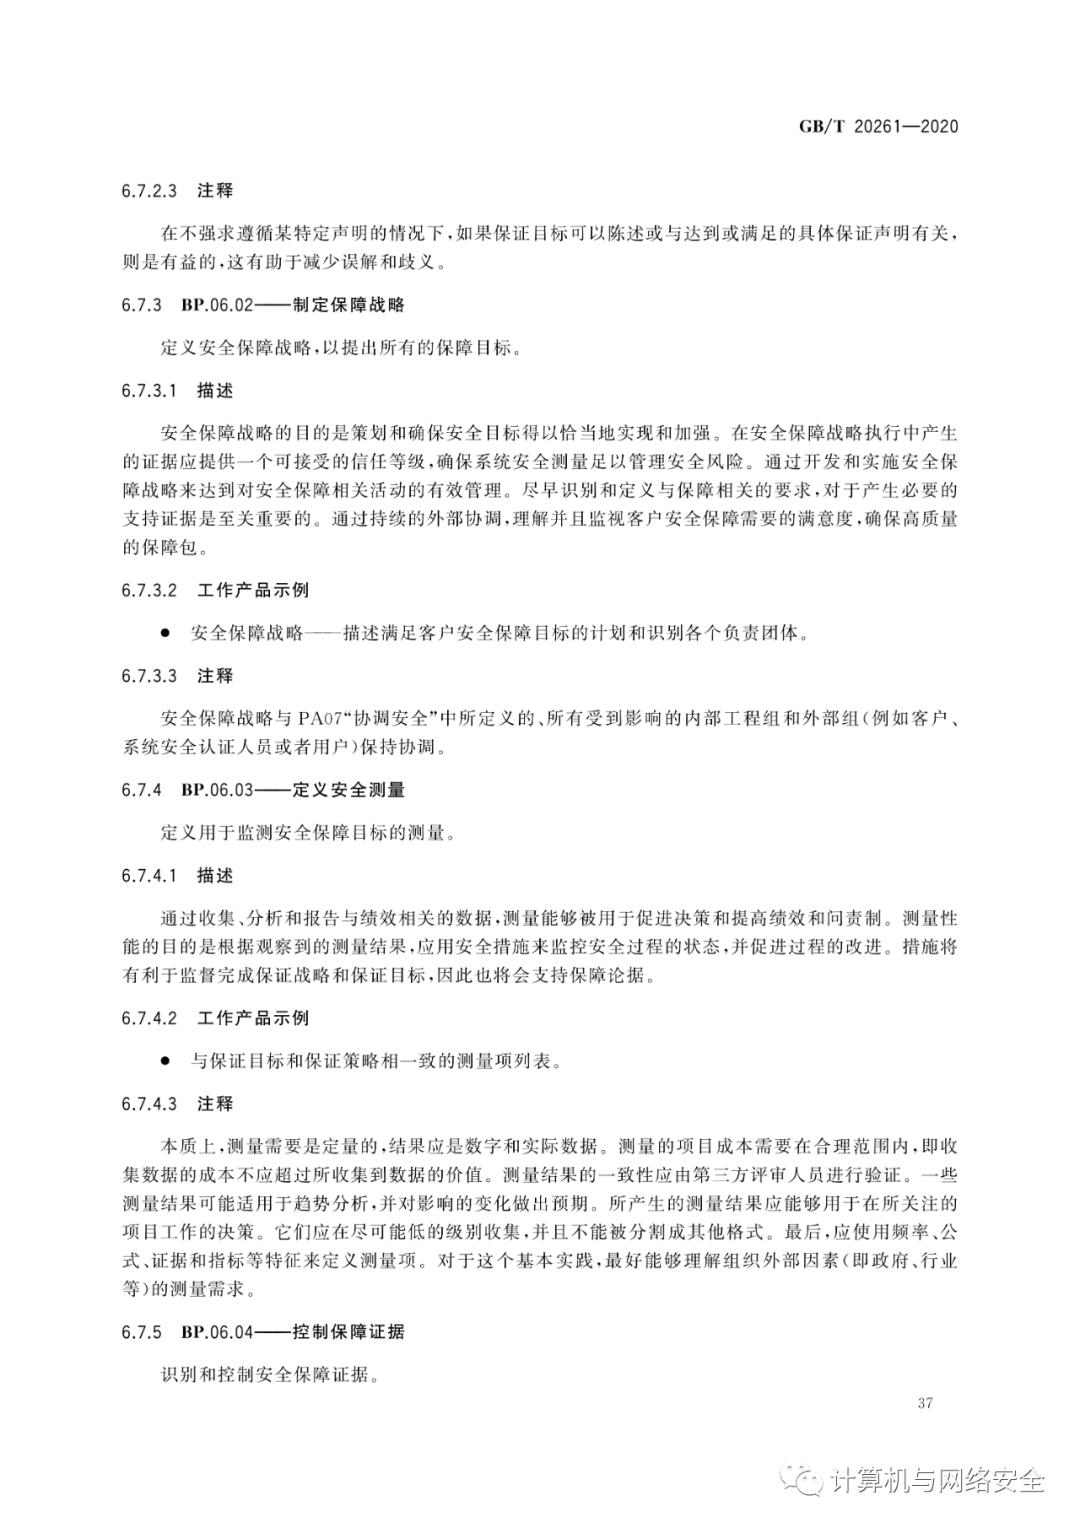 GB/T 20261—2020
6.7.2.3 注释
在不强求遵循某特定声明的情况下,如果保证目标可以陈述或与达到或满足的具体保证声明有关,
则是有益的,这有助于减少误解和歧义。
6.7.3 BP.06.02——制定保障战略
定义安全保障战略,以提出所有的保障目标。
6.7.3.1 描述
安全保障战略的目的是策划和确保安全目标得以恰当地实现和加强。在安全保障战略执行中产生
的证据应提供一个可接受的信任等级,确保系统安全测量足以管理安全风险。通过开发和实施安全保
障战略来达到对安全保障相关活动的有效管理。尽早识别和定义与保障相关的要求,对于产生必要的
支持证据是至关重要的。通过持续的外部协调,理解并且监视客户安全保障需要的满意度,确保高质量
的保障包。
6.7.3.2 工作产品示例
● 安全保障战略——描述满足客户安全保障目标的计划和识别各个负责团体。
6.7.3.3 注释
安全保障战略与 PA07“协调安全”中所定义的、所有受到影响的内部工程组和外部组(例如客户、
系统安全认证人员或者用户)保持协调。
6.7.4 BP.06.03——定义安全测量
定义用于监测安全保障目标的测量。
6.7.4.1 描述
通过收集、分析和报告与绩效相关的数据,测量能够被用于促进决策和提高绩效和问责制。测量性
能的目的是根据观察到的测量结果,应用安全措施来监控安全过程的状态,并促进过程的改进。措施将
有利于监督完成保证战略和保证目标,因此也将会支持保障论据。
6.7.4.2 工作产品示例
● 与保证目标和保证策略相一致的测量项列表。
6.7.4.3 注释
本质上,测量需要是定量的,结果应是数字和实际数据。测量的项目成本需要在合理范围内,即收
集数据的成本不应超过所收集到数据的价值。测量结果的一致性应由第三方评审人员进行验证。一些
测量结果可能适用于趋势分析,并对影响的变化做出预期。所产生的测量结果应能够用于在所关注的
项目工作的决策。它们应在尽可能低的级别收集,并且不能被分割成其他格式。最后,应使用频率、公
式、证据和指标等特征来定义测量项。对于这个基本实践,最好能够理解组织外部因素(即政府、行业
等)的测量需求。
6.7.5 BP.06.04——控制保障证据
识别和控制安全保障证据。
37
计算机与网络安全